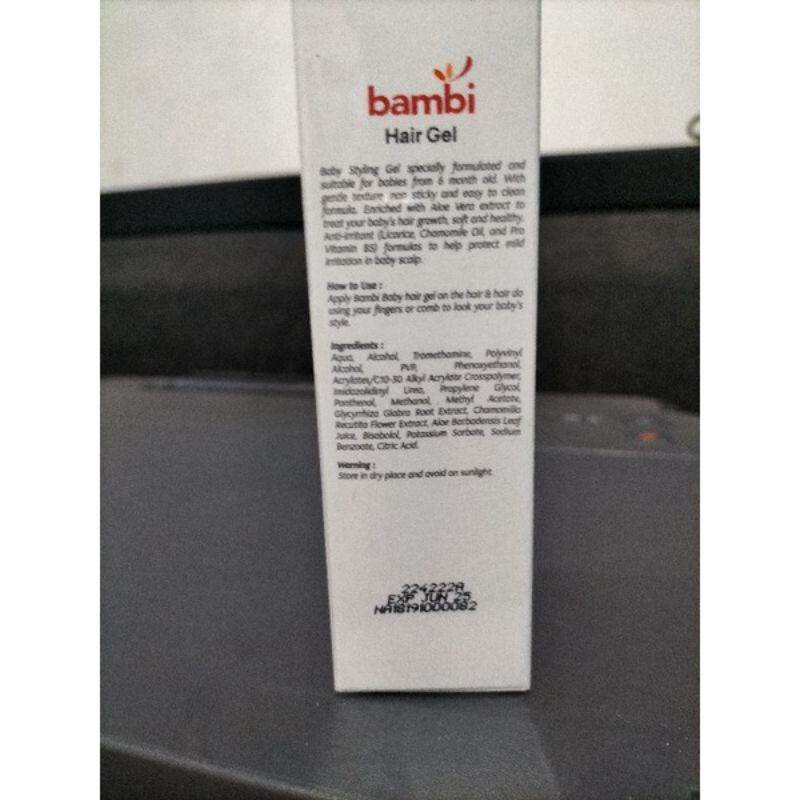 bambi
Hair Gel
Baby Styling Gel specially formulated and
suitable for babies from 6 month old. With
gentle texture, non sticky and easy to clean
formula. Enriched with Aloe Vera extract to
treat your baby's hair growth, soft and healthy.
Anti-irritant (Licorice, Chamomile Oil, and Pro
Vitamin B5) formulas to help protect mild
irritation in baby scalp.
How to Use :
Apply Bambi Baby hair gel on the hair & hair do
using your fingers or comb to look your baby's
style.
Ingredients :
Aqua, Alcohol, Tromethamine, Polyvinyl
Alcohol, PVP, Phenoxyethanol,
Acrylates/C10-30 Alkyl Acrylate Crosspolymer,
Imidazolidinyl Urea, Propylene Glycol,
Panthenol, Methanol, Methyl Acetate,
Glycyrrhiza Glabra Root Extract, Chamomilla
Recutita Flower Extract, Aloe Barbadensis Leaf
Juice, Bisabolol, Potassium Sorbate, Sodium
Benzoate, Citric Acid.
Warning :
Store in dry place and avoid on sunlight.
224222A
EXP JUN 25
NA18191000082